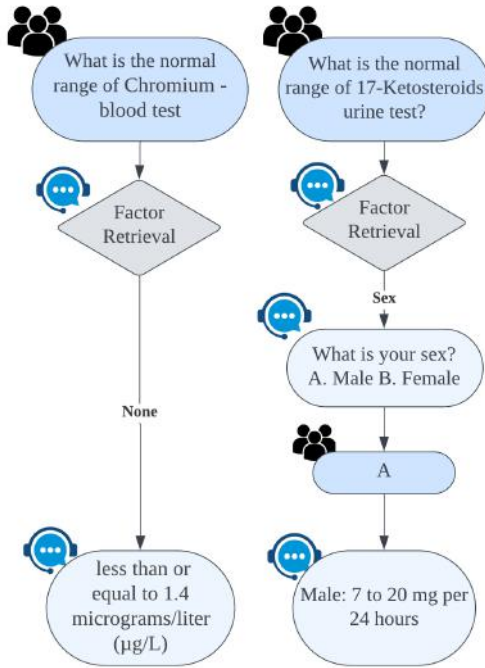 What is the normal
range of Chromium -
blood test
Factor
Retrieval
None
less than or
equal to 1.4
micrograms/liter
(µg/L)
What is the normal
range of 17-Ketosteroids
urine test?
Factor
Retrieval
Sex
What is your sex?
A. Male B. Female
A
Male: 7 to 20 mg per
24 hours